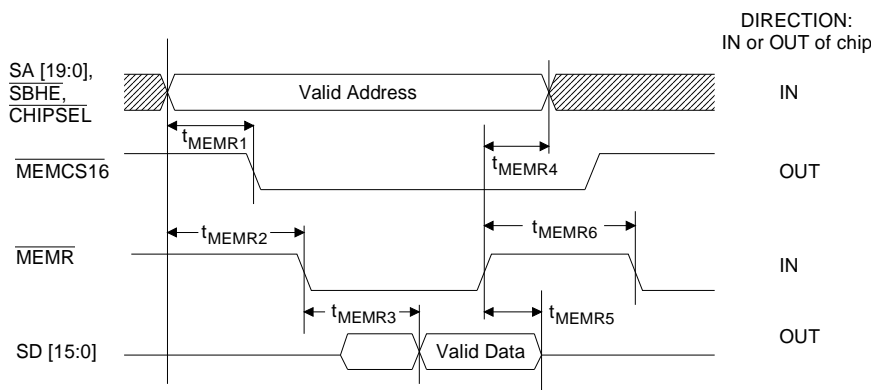 DIRECTION:
IN or OUT of chip
SA [19:0],
SBHE,
CHIPSEL
Valid Address
IN
tMEMR1
tMEMR4
MEMCS16
OUT
tMEMR2
tMEMR6
MEMR
IN
tMEMR3
tMEMR5
OUT
SD [15:0]
Valid Data